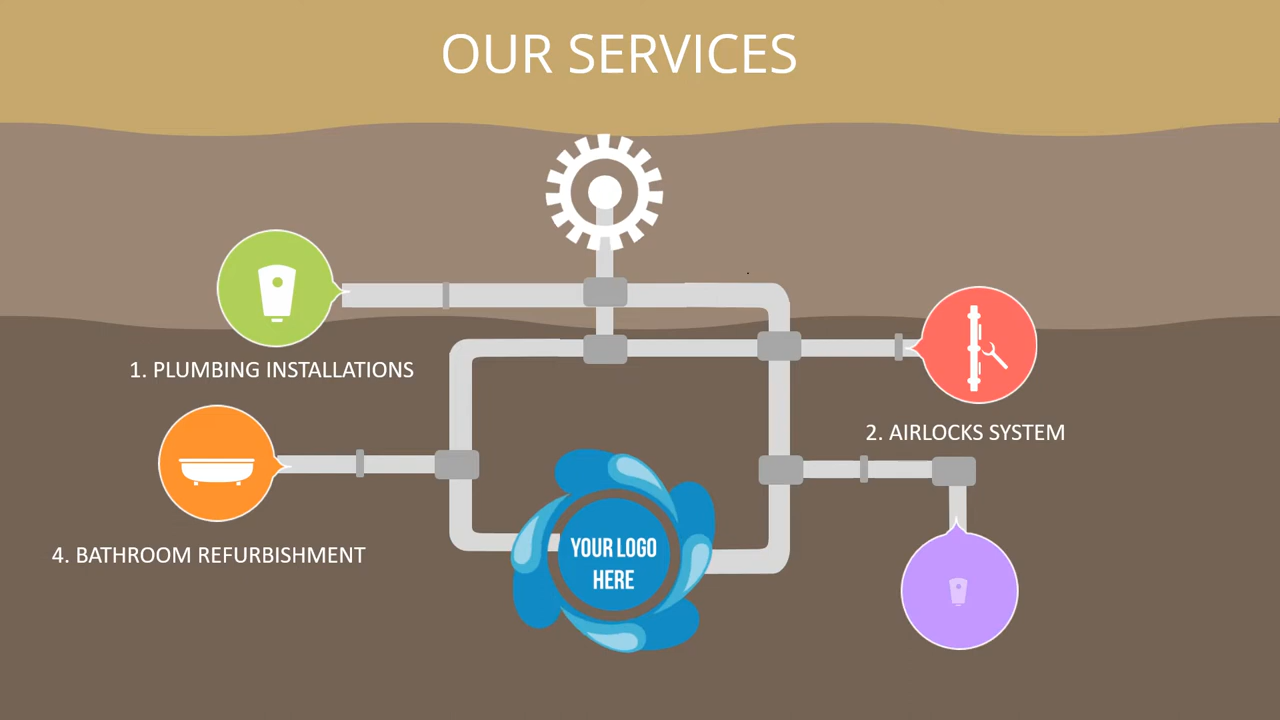 OUR SERVICES
1. PLUMBING INSTALLATIONS
2. AIRLOCKS SYSTEM
4. BATHROOM REFURBISHMENT
YOUR LOGO
HERE